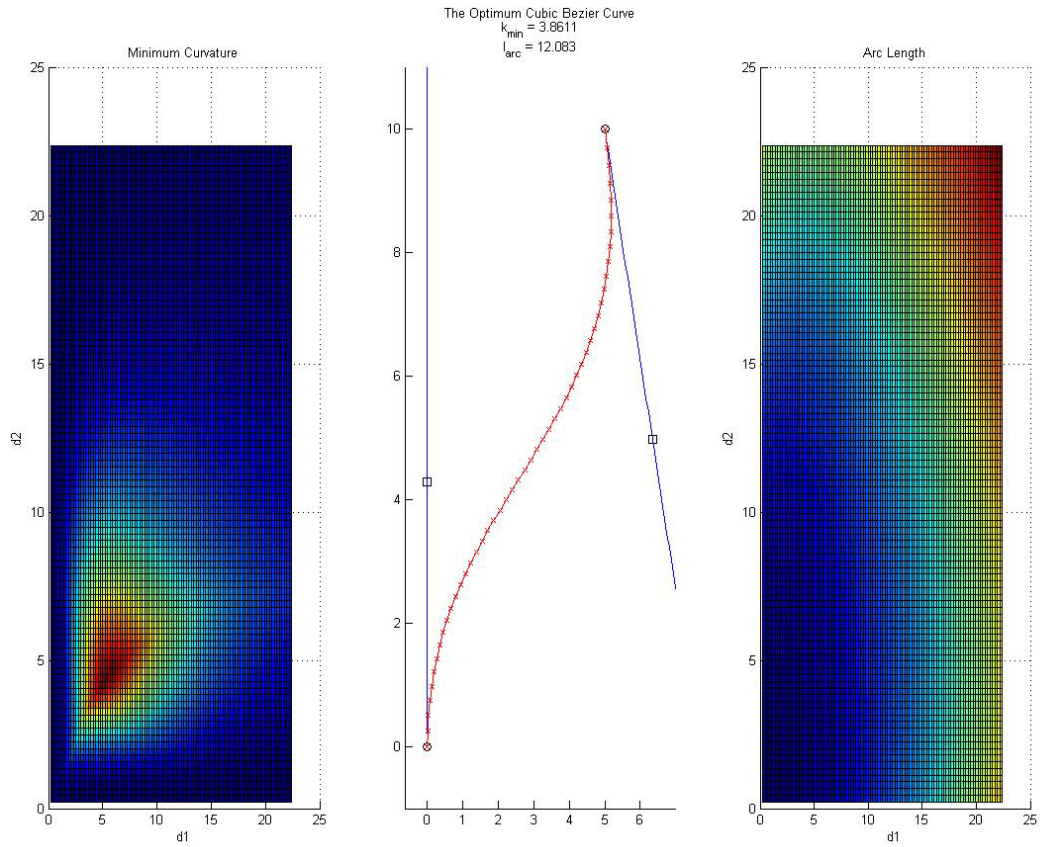 The Optimum Cubic Bezier Curve
k_min = 3.8611
l_arc = 12.083
Minimum Curvature
25
20
15
10
5
0
d2
0 5 10 15 20 25
d1
10
8
6
4
2
0
0 1 2 3 4 5 6
Arc Length
25
20
15
10
5
0
d2
0 5 10 15 20 25
d1